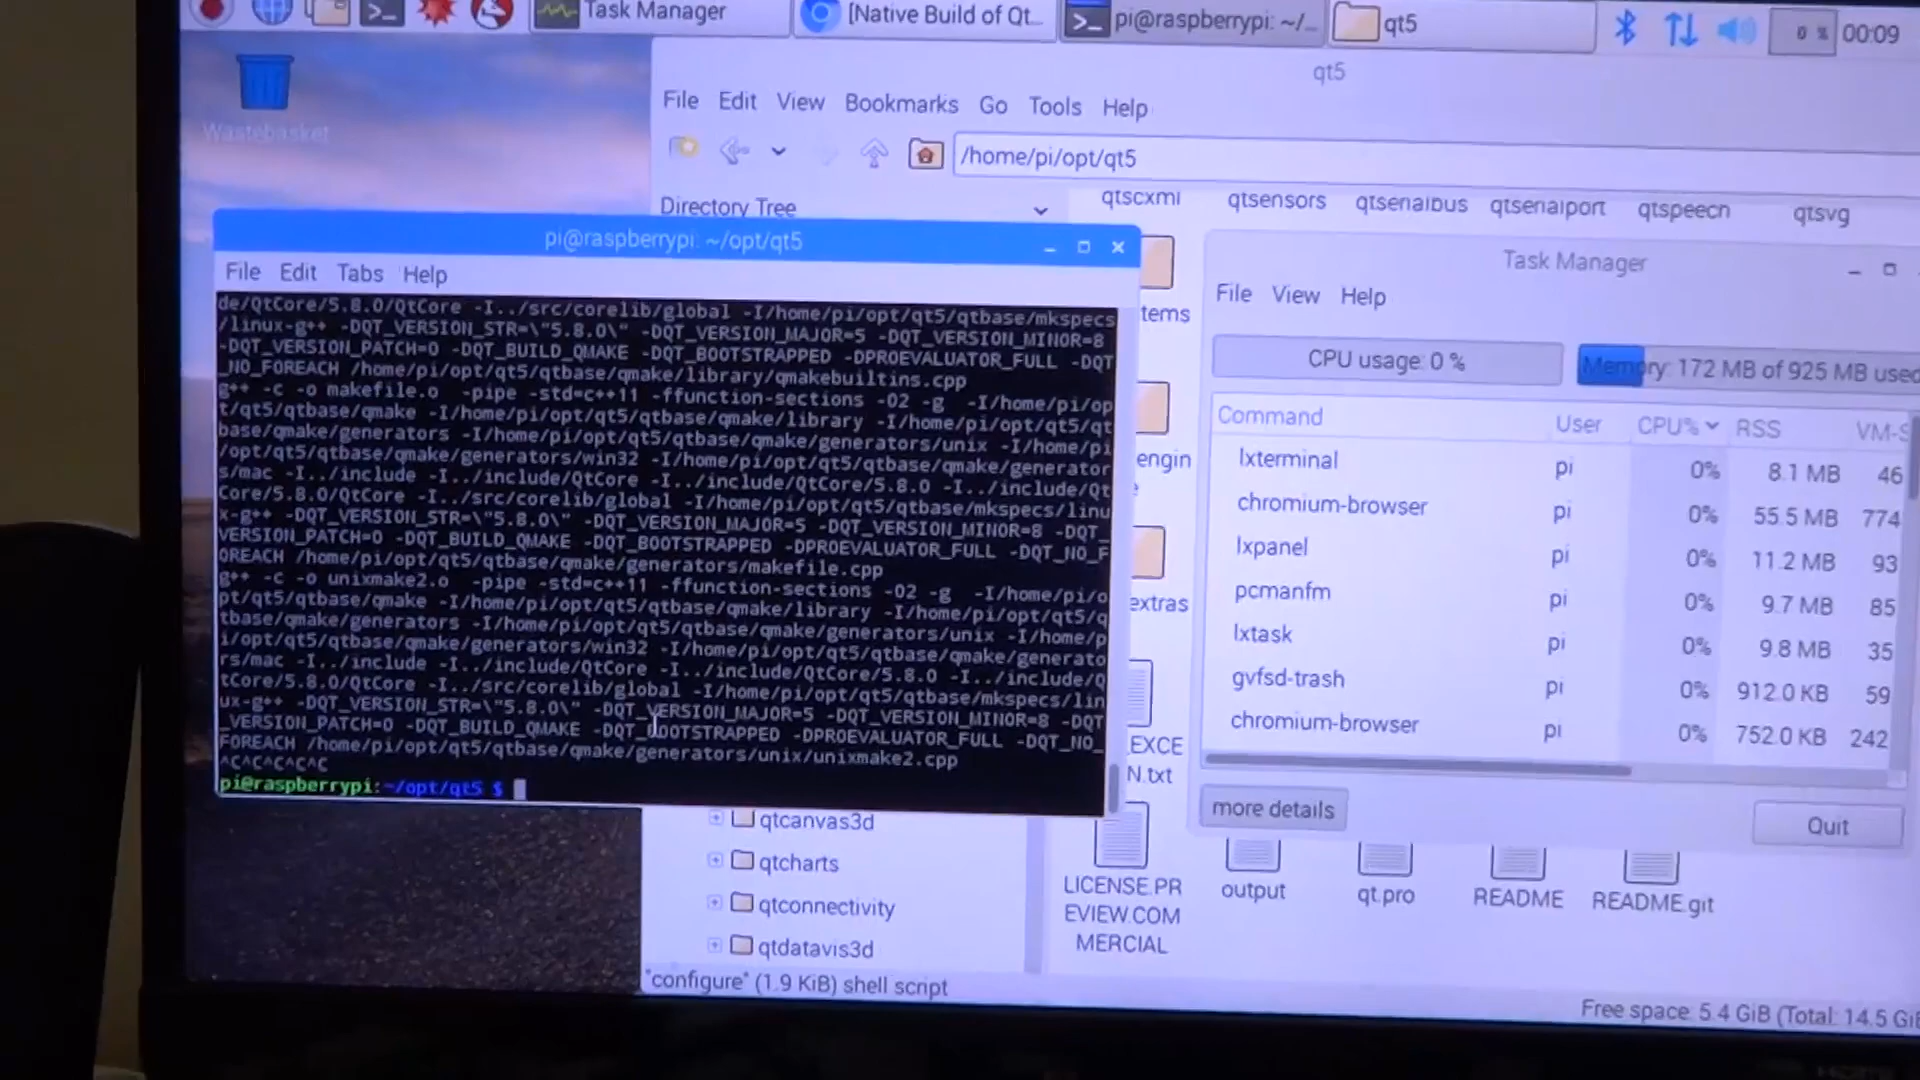 Task Manager
[Native Build of Qt...
pi@raspberrypi: ~/...
qt5
0 %
00:09
Wastebasket
qt5
File Edit View Bookmarks Go Tools Help
/home/pi/opt/qt5
Directory Tree
qtscxml qtsensors qtserialbus qtserialport qtspeech qtsvg
pi@raspberrypi: ~/opt/qt5
File Edit Tabs Help
de/QtCore/5.8.0/QtCore -I../src/corelib/global -I/home/pi/opt/qt5/qtbase/mkspecs
/linux-g++ -DQT_VERSION_STR=\"5.8.0\" -DQT_VERSION_MAJOR=5 -DQT_VERSION_MINOR=8
-DQT_VERSION_PATCH=0 -DQT_BUILD_QMAKE -DQT_BOOTSTRAPPED -DPROEVALUATOR_FULL -DQT
_NO_FOREACH /home/pi/opt/qt5/qtbase/qmake/library/qmakebuiltins.cpp
g++ -c -o makefile.o -pipe -std=c++11 -ffunction-sections -O2 -g -I/home/pi/op
t/qt5/qtbase/qmake -I/home/pi/opt/qt5/qtbase/qmake/library -I/home/pi/opt/qt5/qt
base/qmake/generators -I/home/pi/opt/qt5/qtbase/qmake/generators/unix -I/home/pi
/opt/qt5/qtbase/qmake/generators/win32 -I/home/pi/opt/qt5/qtbase/qmake/generator
s/mac -I../include -I../include/QtCore -I../include/QtCore/5.8.0 -I../include/Qt
Core/5.8.0/QtCore -I../src/corelib/global -I/home/pi/opt/qt5/qtbase/mkspecs/linu
x-g++ -DQT_VERSION_STR=\"5.8.0\" -DQT_VERSION_MAJOR=5 -DQT_VERSION_MINOR=8 -DQT_
VERSION_PATCH=0 -DQT_BUILD_QMAKE -DQT_BOOTSTRAPPED -DPROEVALUATOR_FULL -DQT_NO_F
OREACH /home/pi/opt/qt5/qtbase/qmake/generators/makefile.cpp
g++ -c -o unixmake2.o -pipe -std=c++11 -ffunction-sections -O2 -g -I/home/pi/o
pt/qt5/qtbase/qmake -I/home/pi/opt/qt5/qtbase/qmake/library -I/home/pi/opt/qt5/q
tbase/qmake/generators -I/home/pi/opt/qt5/qtbase/qmake/generators/unix -I/home/p
i/opt/qt5/qtbase/qmake/generators/win32 -I/home/pi/opt/qt5/qtbase/qmake/generato
rs/mac -I../include -I../include/QtCore -I../include/QtCore/5.8.0 -I../include/Q
tCore/5.8.0/QtCore -I../src/corelib/global -I/home/pi/opt/qt5/qtbase/mkspecs/lin
ux-g++ -DQT_VERSION_STR=\"5.8.0\" -DQT_VERSION_MAJOR=5 -DQT_VERSION_MINOR=8 -DQT
_VERSION_PATCH=0 -DQT_BUILD_QMAKE -DQT_BOOTSTRAPPED -DPROEVALUATOR_FULL -DQT_NO_
FOREACH /home/pi/opt/qt5/qtbase/qmake/generators/unix/unixmake2.cpp
^C^C^C^C^C^C
pi@raspberrypi:~/opt/qt5 $
tems
engin
e
extras
.EXCE
N.txt
Task Manager
File View Help
CPU usage: 0 %
Memory: 172 MB of 925 MB used
Command User CPU% RSS VM-S
lxterminal pi 0% 8.1 MB 46
chromium-browser pi 0% 55.5 MB 774
lxpanel pi 0% 11.2 MB 93
pcmanfm pi 0% 9.7 MB 85
lxtask pi 0% 9.8 MB 35
gvfsd-trash pi 0% 912.0 KB 59
chromium-browser pi 0% 752.0 KB 242
more details
Quit
qtcanvas3d
qtcharts
qtconnectivity
qtdatavis3d
LICENSE.PR
EVIEW.COM
MERCIAL
output
qt.pro
README
README.git
"configure" (1.9 KiB) shell script
Free space: 5.4 GiB (Total: 14.5 Gi